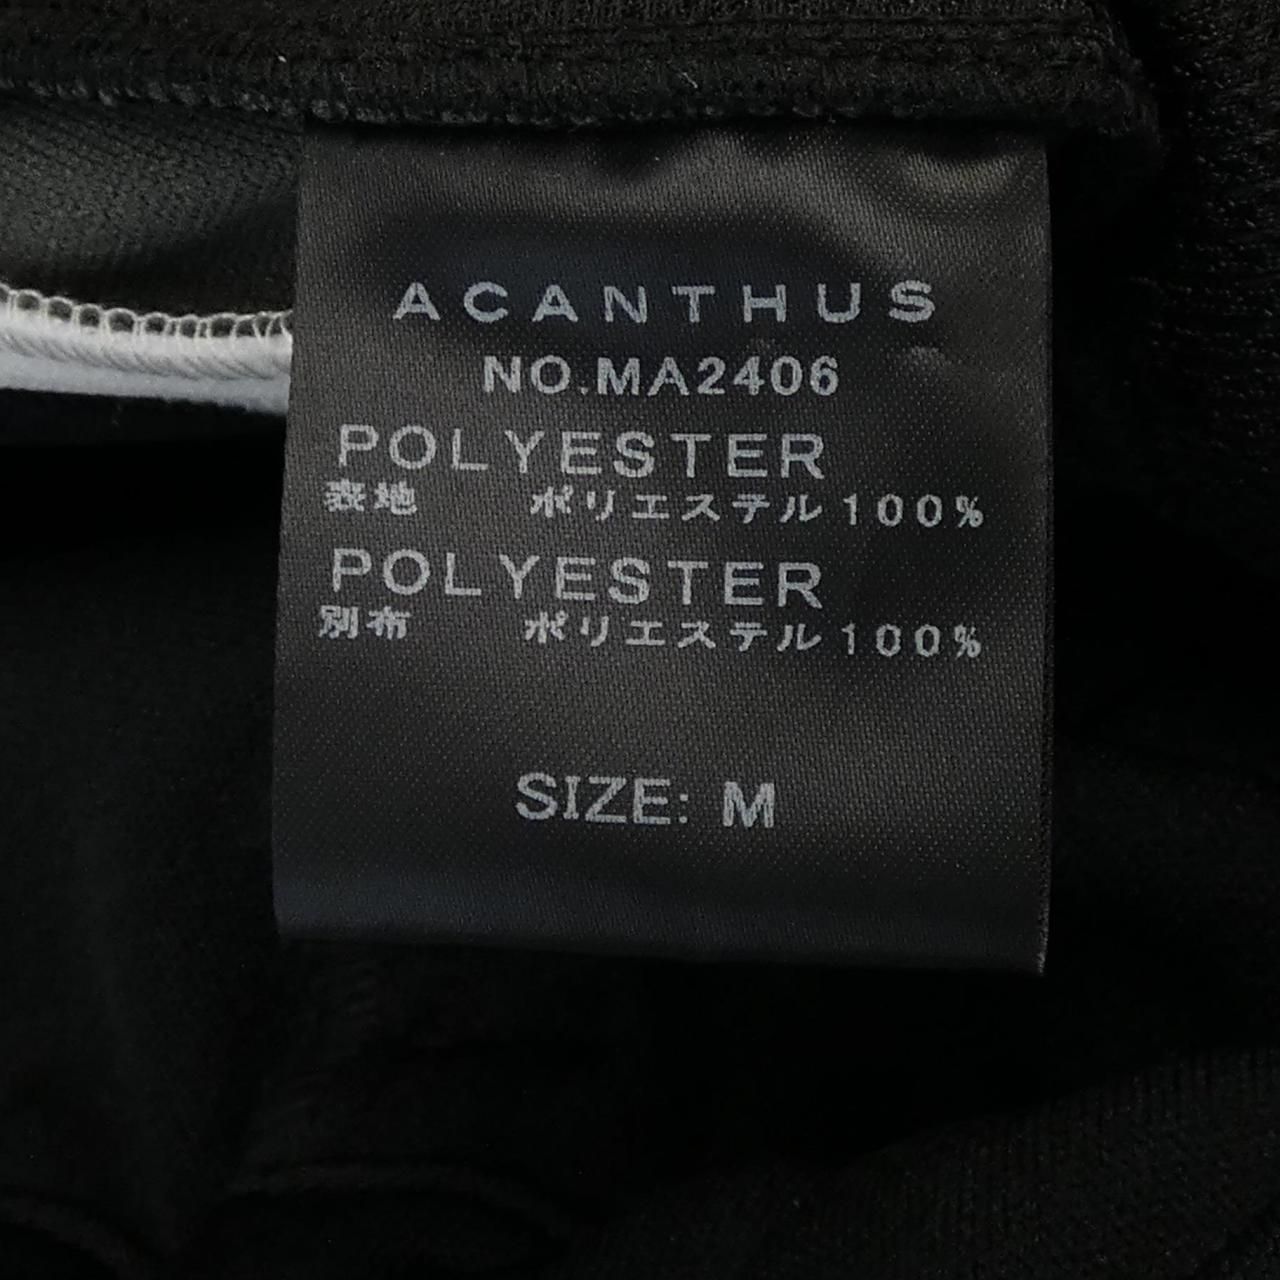 ACANTHUS
NO.MA2406
POLYESTER
表地 ポリエステル100%
POLYESTER
別布 ポリエステル100%
SIZE: M